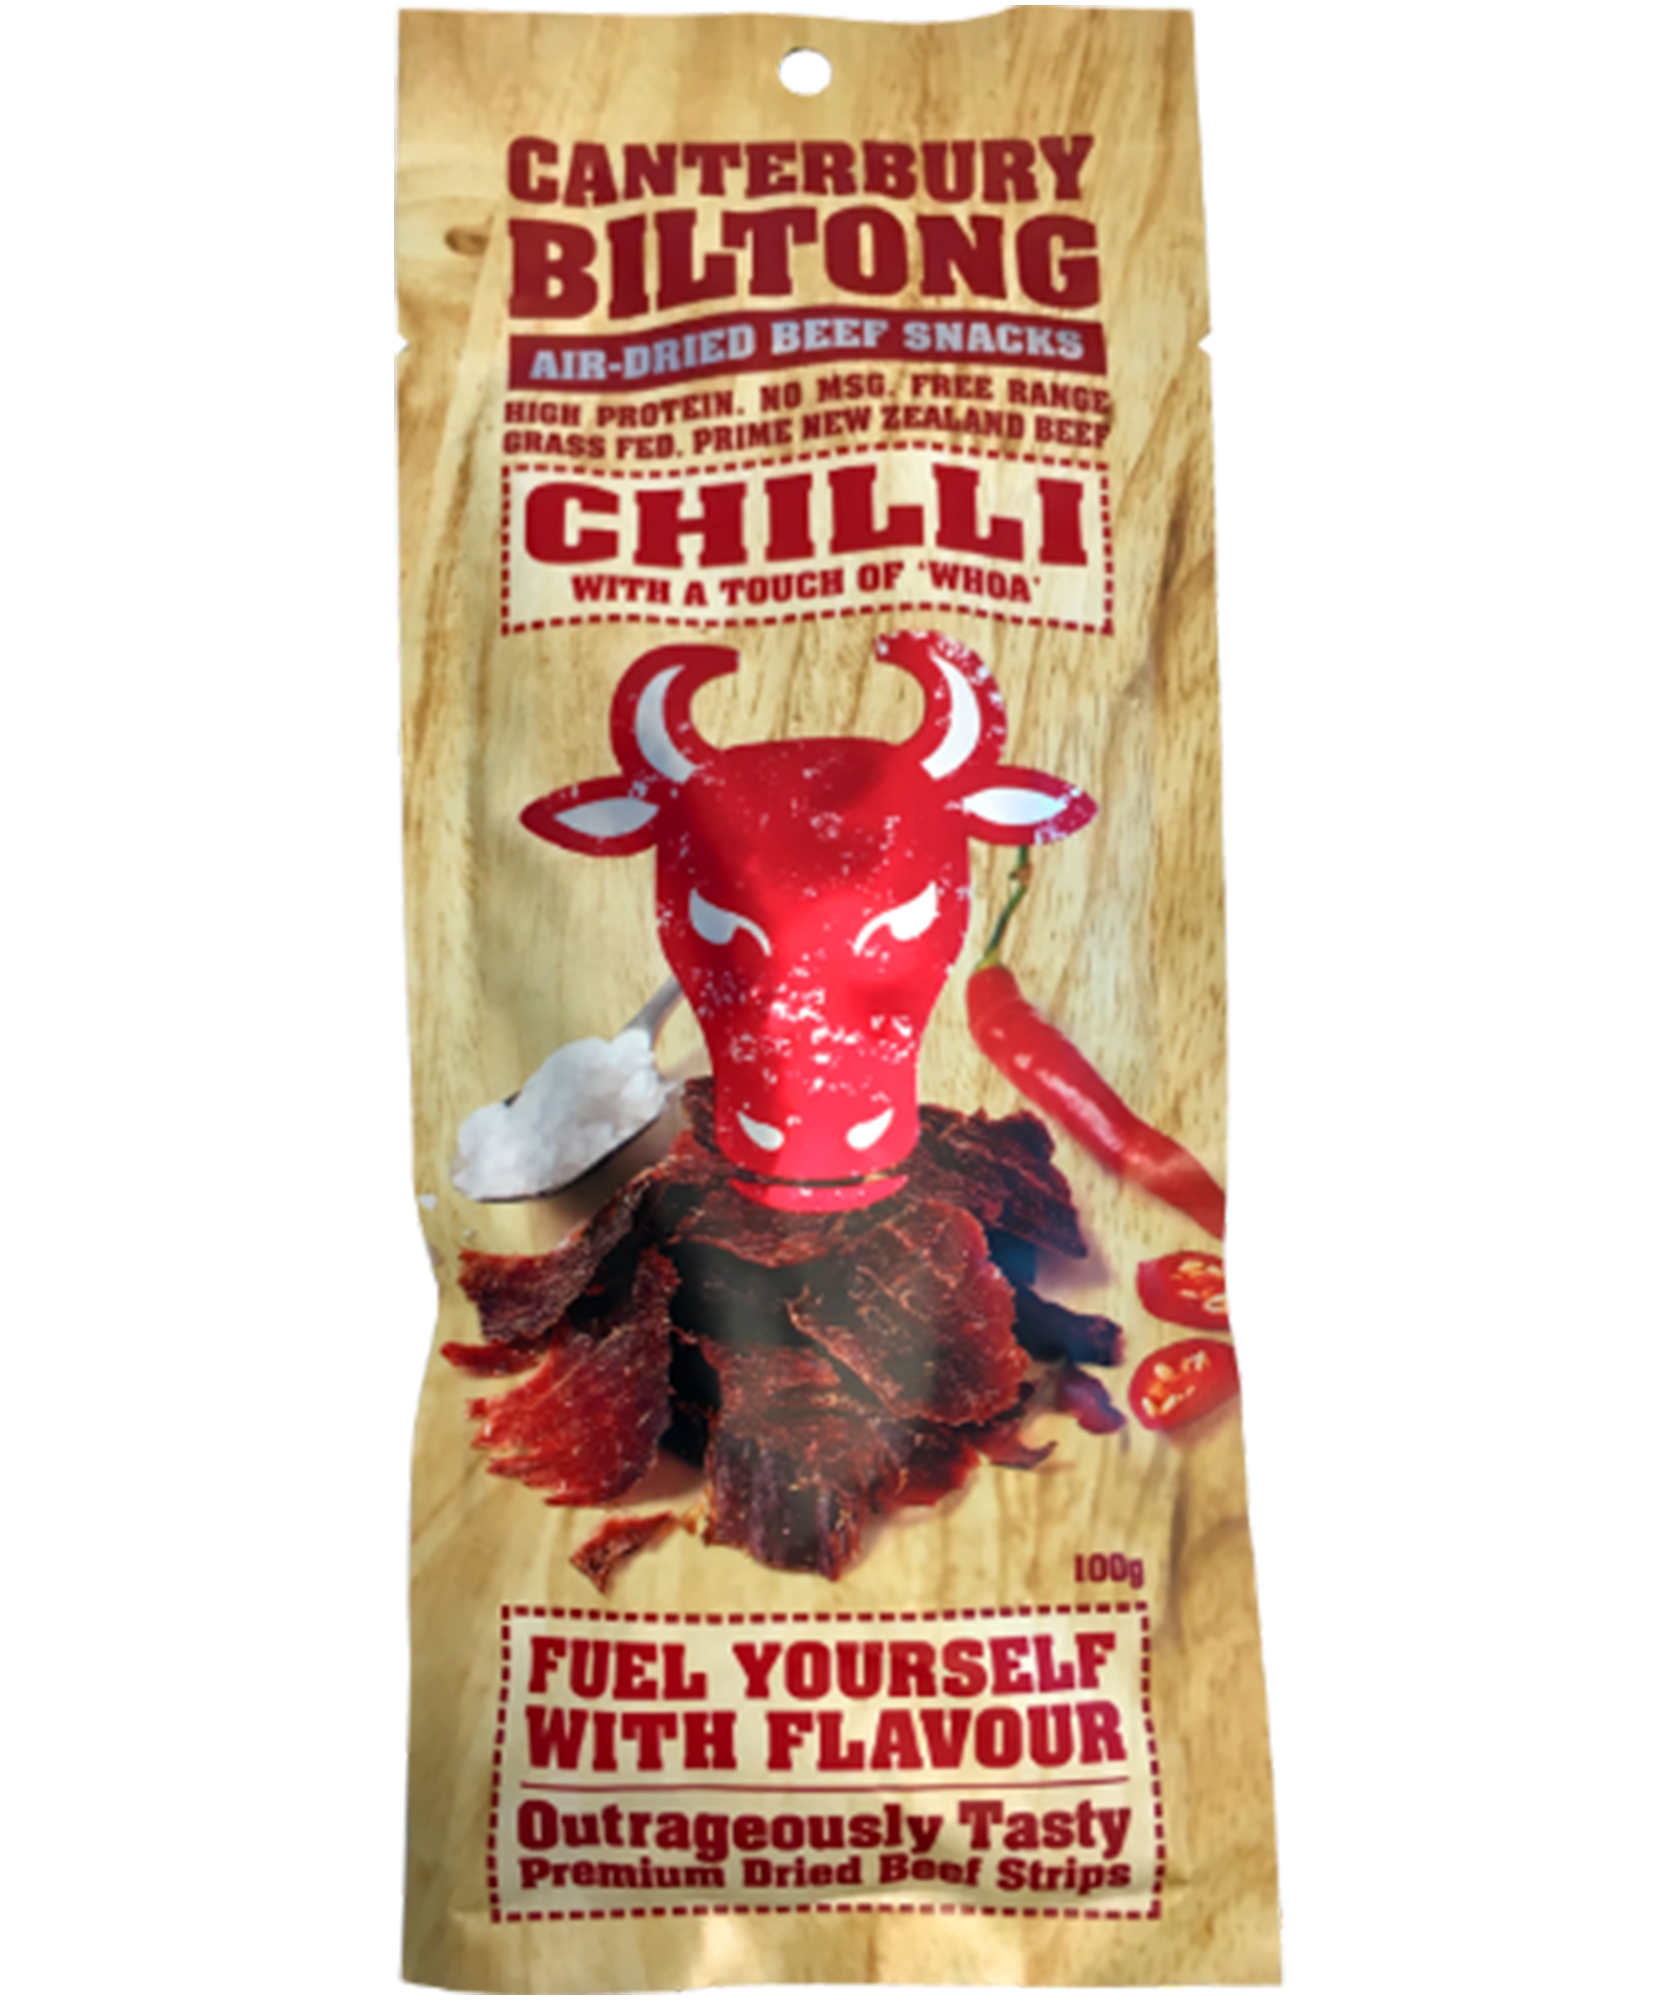 CANTERBURY
BILTONG
AIR-DRIED BEEF SNACKS
HIGH PROTEIN. NO MSG. FREE RANGE
GRASS FED. PRIME NEW ZEALAND BEEF
CHILLI
WITH A TOUCH OF 'WHOA'
100g
FUEL YOURSELF
WITH FLAVOUR
Outrageously Tasty
Premium Dried Beef Strips